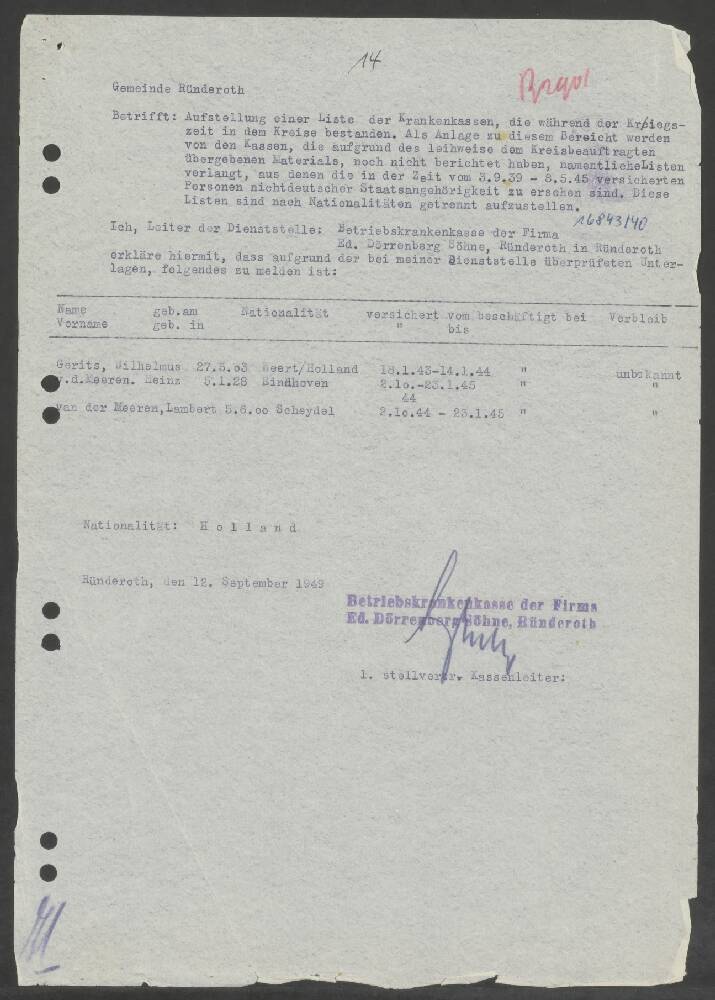 14
Gemeinde Ründeroth
Betrifft: Aufstellung einer Liste der Krankenkassen, die während der Kriegs-
zeit in dem Kreise bestanden. Als Anlage zu diesem Bereicht werden
von den Kassen, die aufgrund des leihweise dem Kreisbeauftragten
übergebenen Materials, noch nicht berichtet haben, namentlicheListen
verlangt, aus denen die in der Zeit vom 3.9.39 - 8.5.45 versicherten
Personen nichtdeutscher Staatsangehörigkeit zu ersehen sind. Diese
Listen sind nach Nationalitäten getrennt aufzustellen.
16843/40
Ich, Leiter der Dienststelle: Betriebskrankenkasse der Firma
Ed. Dörrenberg Söhne, Ründeroth in Ründeroth
erkläre hiermit, dass aufgrund der bei meiner Dienststelle überprüfeten Unter-
lagen, folgendes zu melden ist:
Name geb.am Nationalität versichert vom beschäftigt bei Verbleib
Vorname geb. in " bis
Gerits, Wilhelmus 27.3.03 Weert/Holland 18.1.43-14.1.44 " unbekannt
v.d.Meeren. Heinz 5.1.28 Eindhoven 2.10.-23.1.45 " "
44
van der Meeren,Lambert 5.6.00 Scheydel 2.10.44 - 23.1.45 " "
Nationalität: H o l l a n d
Ründeroth, den 12. September 1949
Betriebskrankenkasse der Firma
Ed. Dörrenberg Söhne, Ründeroth
1. stellvertr. Kassenleiter: